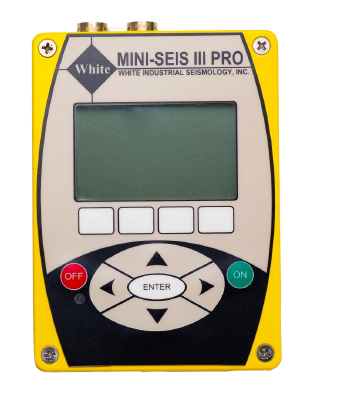 White
MINI-SEIS III PRO
WHITE INDUSTRIAL SEISMOLOGY, INC.
OFF
ENTER
ON